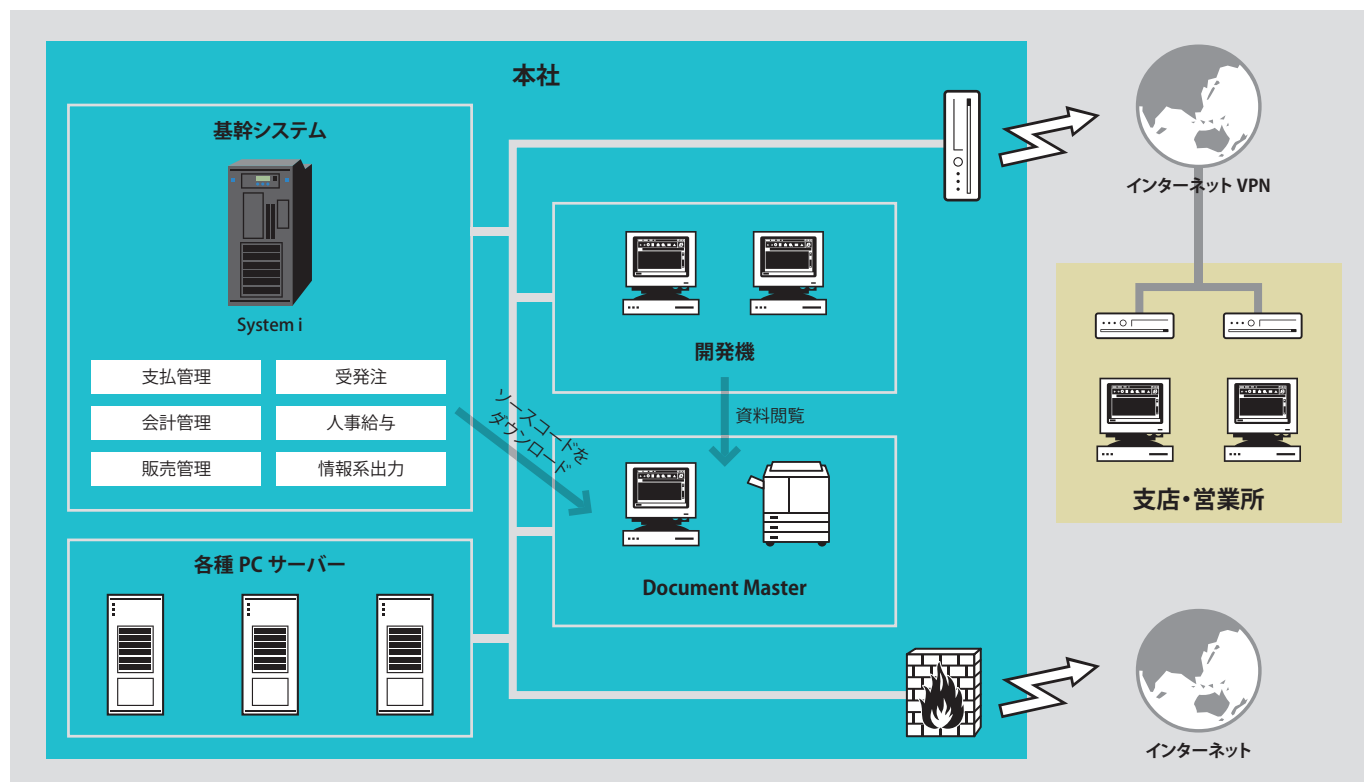 本社
基幹システム
System i
支払管理
受発注
会計管理
人事給与
販売管理
情報系出力
各種 PC サーバー
開発機
ソースコードを
ダウンロード
資料閲覧
Document Master
インターネット VPN
支店・営業所
インターネット